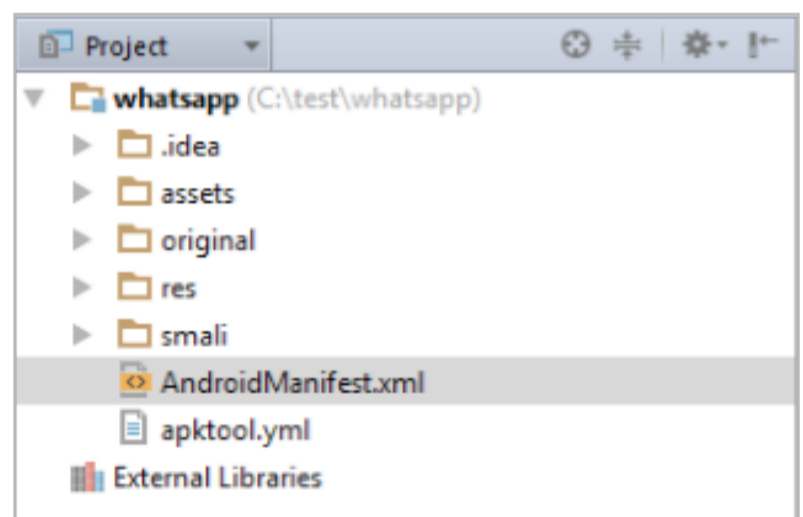 Project
whatsapp (C:\test\whatsapp)
.idea
assets
original
res
smali
AndroidManifest.xml
apktool.yml
External Libraries